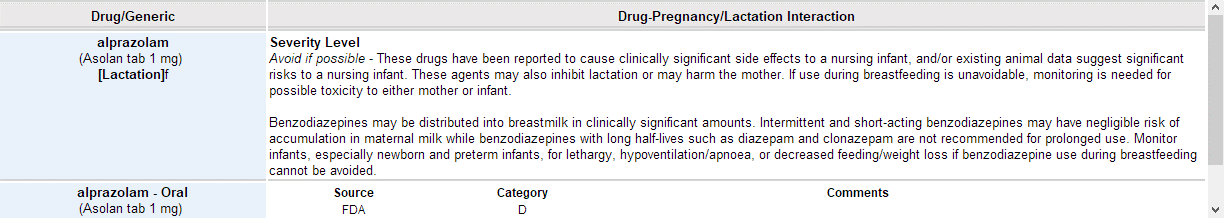 Drug/Generic
Drug-Pregnancy/Lactation Interaction
alprazolam
(Asolan tab 1 mg)
[Lactation]f
Severity Level
Avoid if possible - These drugs have been reported to cause clinically significant side effects to a nursing infant, and/or existing animal data suggest significant
risks to a nursing infant. These agents may also inhibit lactation or may harm the mother. If use during breastfeeding is unavoidable, monitoring is needed for
possible toxicity to either mother or infant.
Benzodiazepines may be distributed into breastmilk in clinically significant amounts. Intermittent and short-acting benzodiazepines may have negligible risk of
accumulation in maternal milk while benzodiazepines with long half-lives such as diazepam and clonazepam are not recommended for prolonged use. Monitor
infants, especially newborn and preterm infants, for lethargy, hypoventilation/apnoea, or decreased feeding/weight loss if benzodiazepine use during breastfeeding
cannot be avoided.
alprazolam - Oral
(Asolan tab 1 mg)
Source Category Comments
FDA D